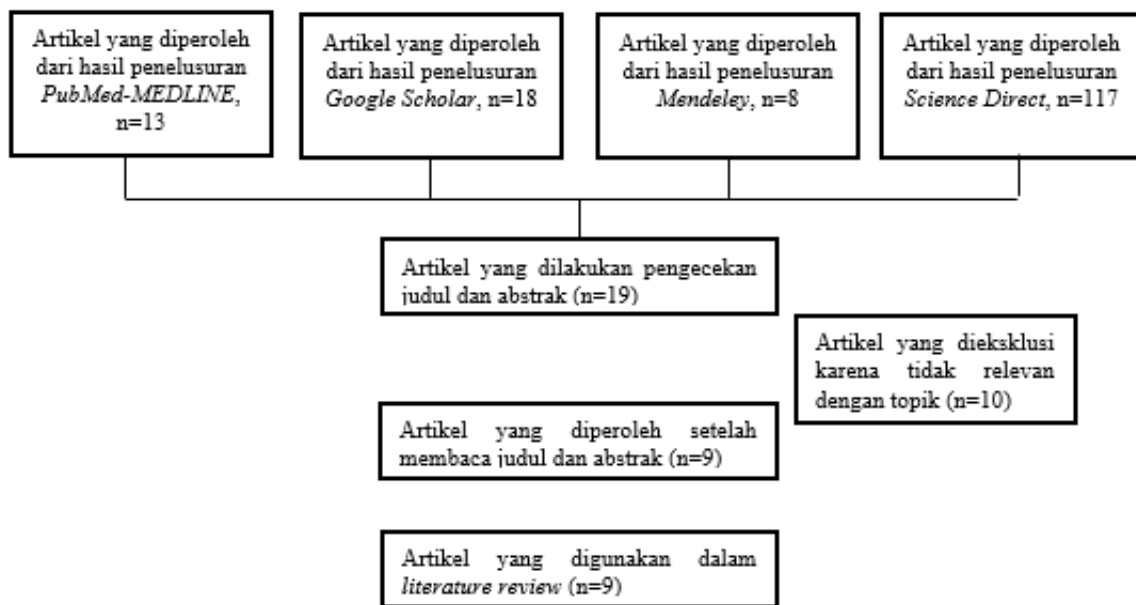 Artikel yang diperoleh
dari hasil penelusuran
PubMed-MEDLINE,
n=13
Artikel yang diperoleh
dari hasil penelusuran
Google Scholar, n=18
Artikel yang diperoleh
dari hasil penelusuran
Mendeley, n=8
Artikel yang diperoleh
dari hasil penelusuran
Science Direct, n=117
Artikel yang dilakukan pengecekan
judul dan abstrak (n=19)
Artikel yang dieksklusi
karena tidak relevan
dengan topik (n=10)
Artikel yang diperoleh setelah
membaca judul dan abstrak (n=9)
Artikel yang digunakan dalam
literature review (n=9)